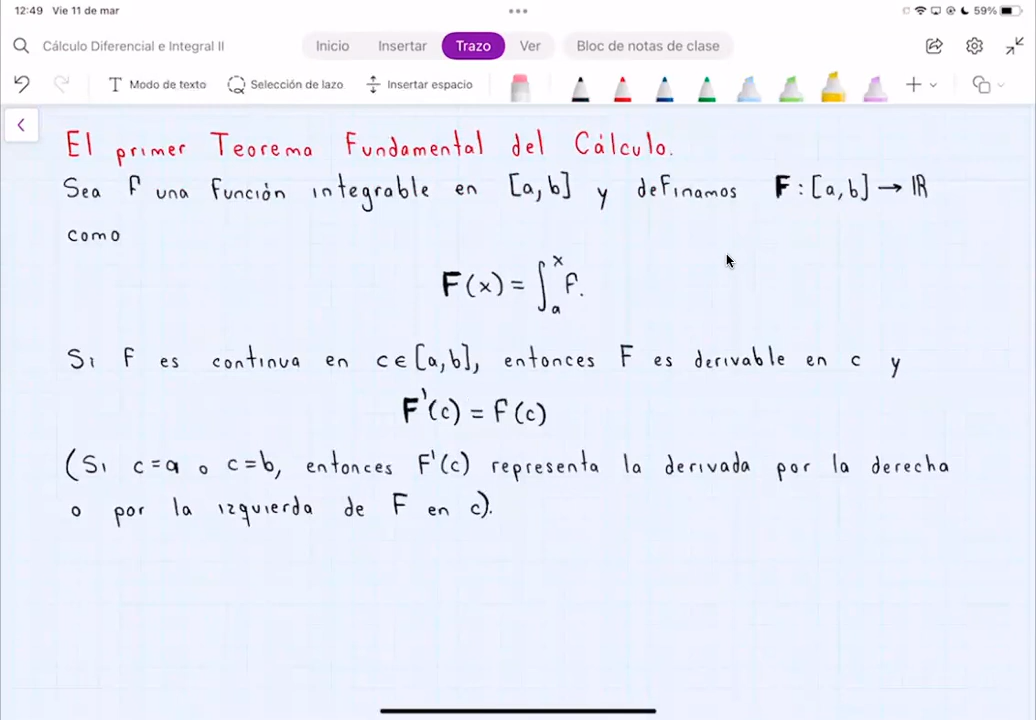 12:49 Vie 11 de mar
59%
Cálculo Diferencial e Integral II Inicio Insertar Trazo Ver Bloc de notas de clase
Modo de texto Selección de lazo Insertar espacio
El primer Teorema Fundamental del Cálculo.
Sea f una función integrable en [a,b] y definamos F:[a,b]→ℝ
como
F(x) = ∫ₐˣ f.
Si f es continua en c∈[a,b], entonces F es derivable en c y
F'(c) = f(c)
(Si c=a o c=b, entonces F'(c) representa la derivada por la derecha
o por la izquierda de F en c).